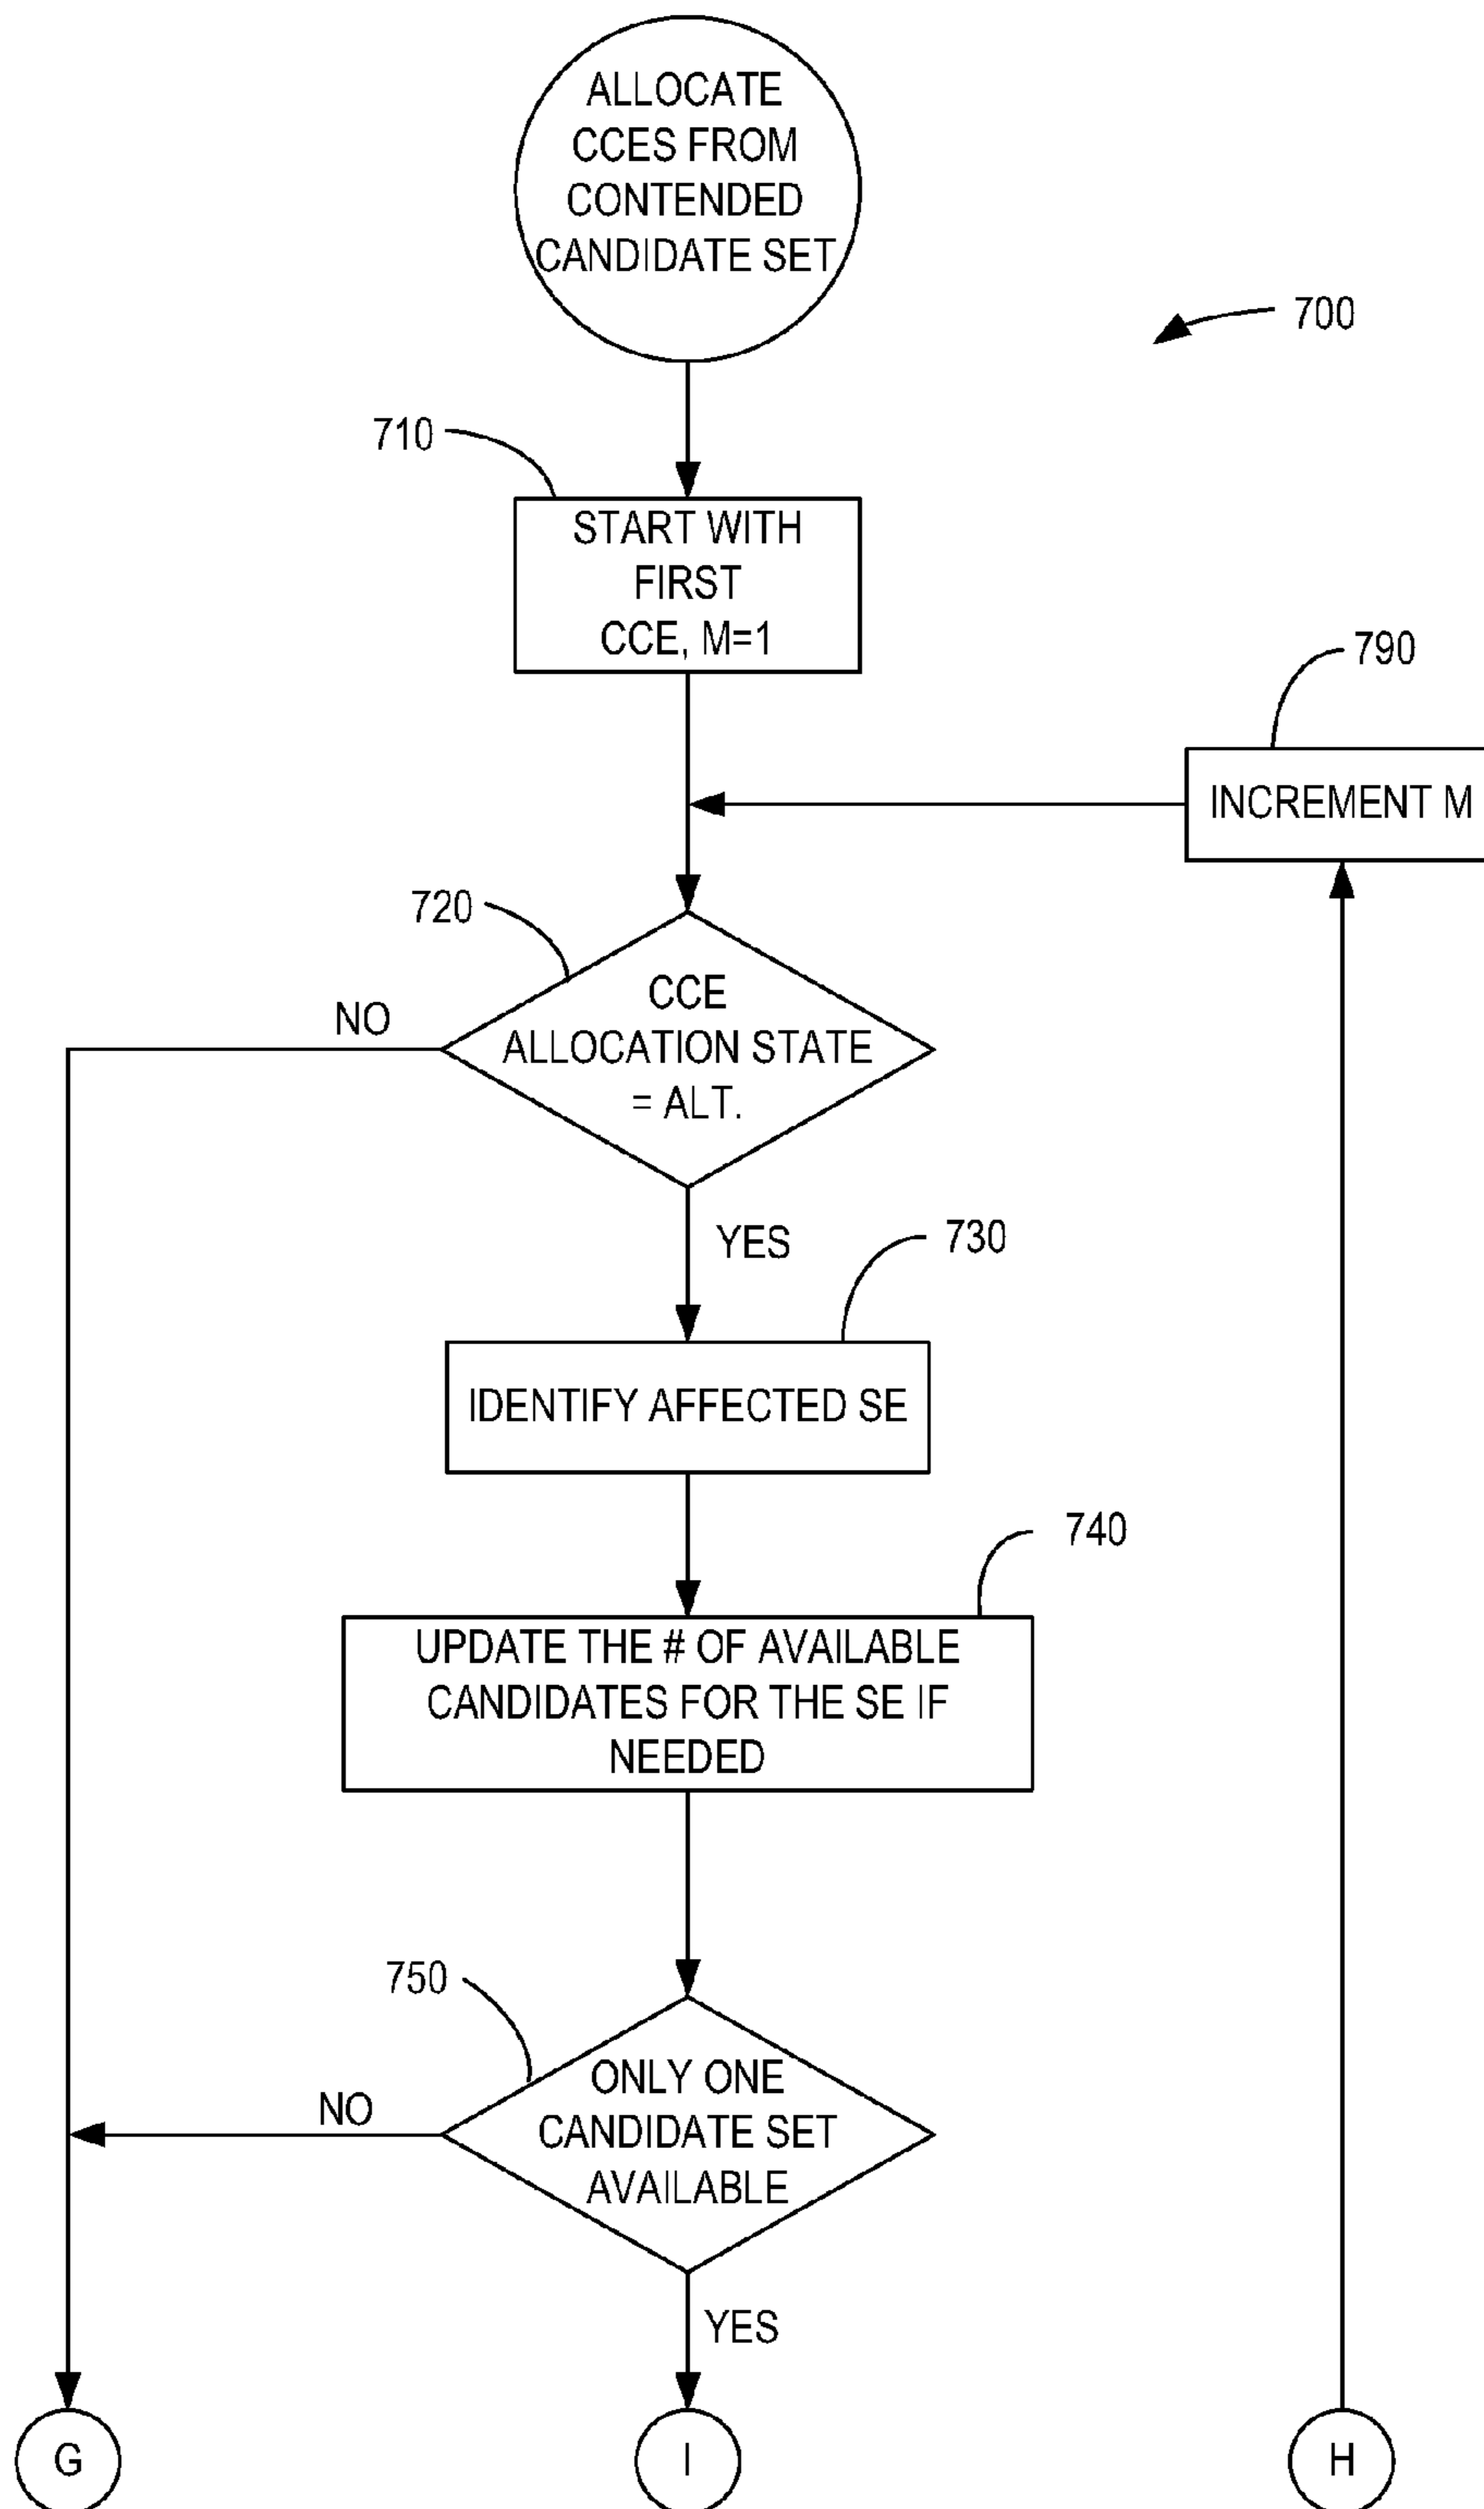 ALLOCATE
CCES FROM
CONTENDED
CANDIDATE SET
700
710
START WITH
FIRST
CCE, M=1
790
INCREMENT M
720
CCE
ALLOCATION STATE
= ALT.
NO
YES
730
IDENTIFY AFFECTED SE
740
UPDATE THE # OF AVAILABLE
CANDIDATES FOR THE SE IF
NEEDED
750
ONLY ONE
CANDIDATE SET
AVAILABLE
NO
YES
G
I
H